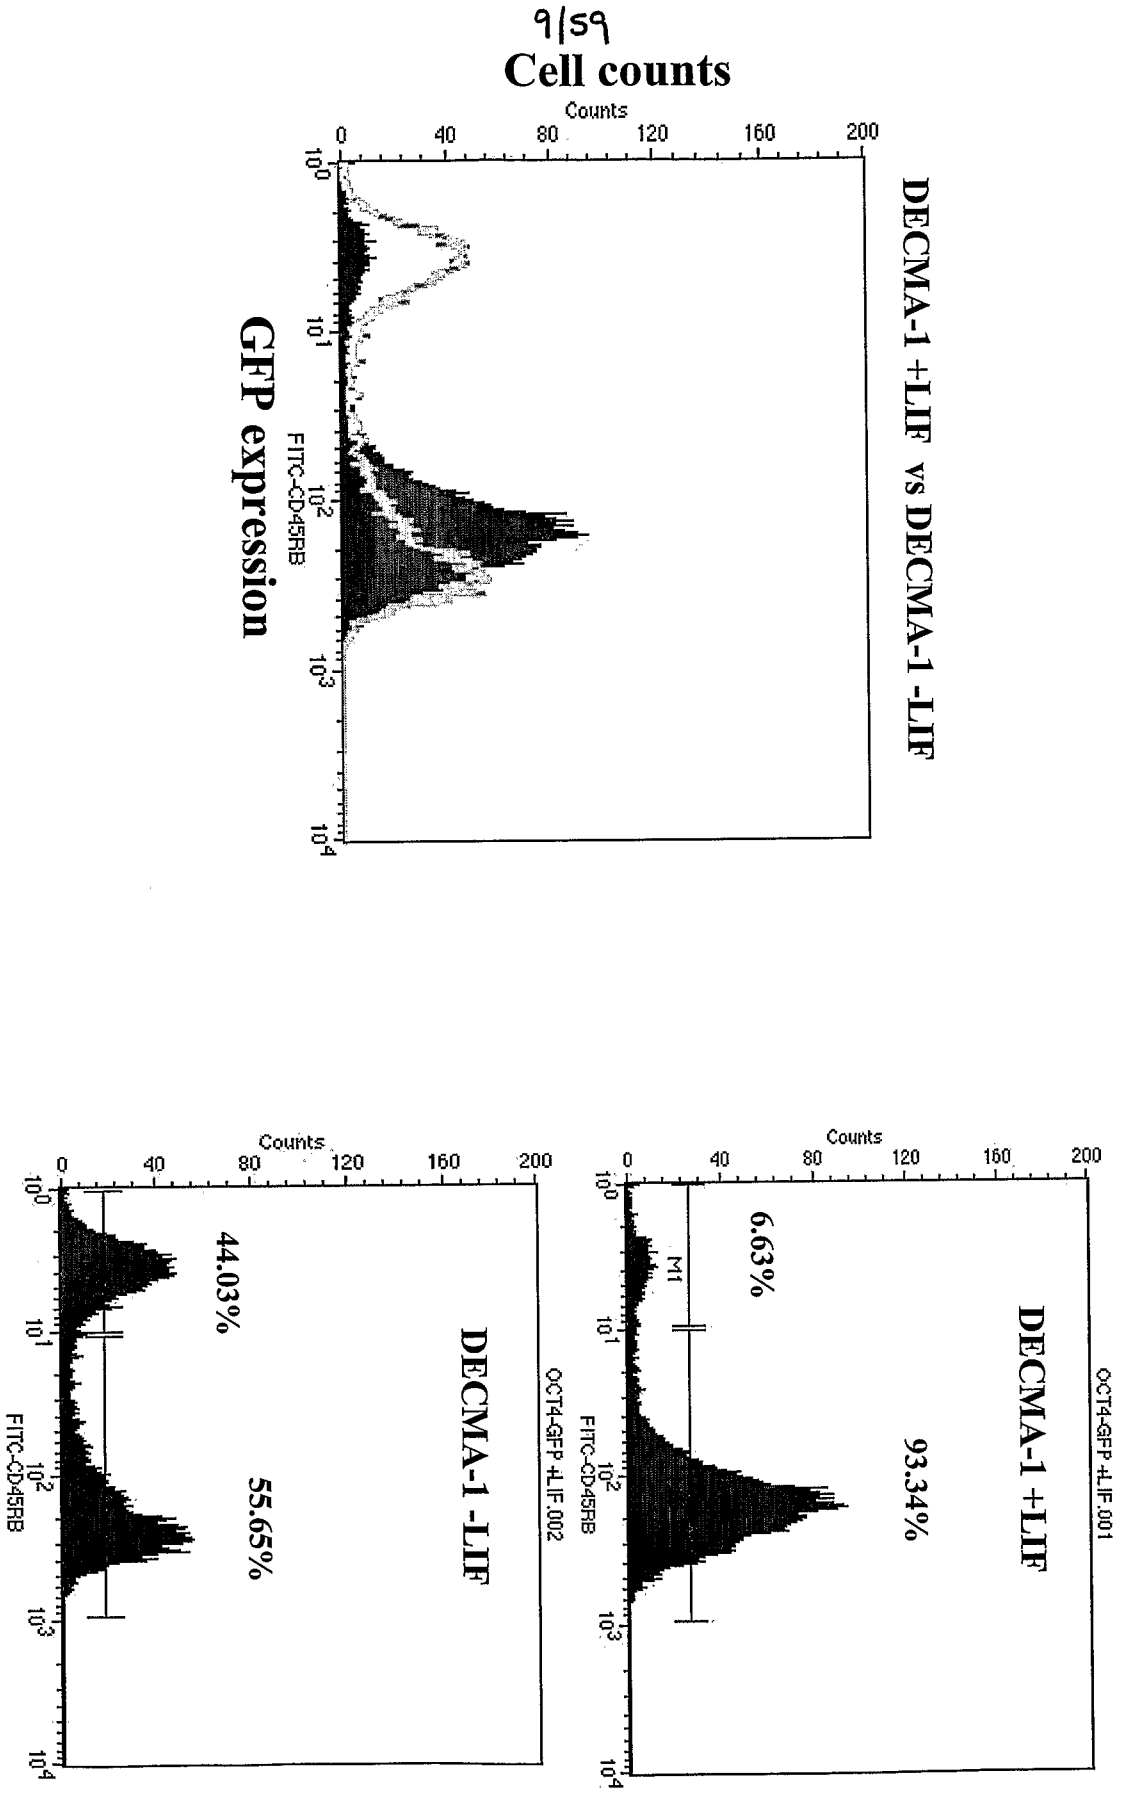 9/59
DECMA-1 +LIF vs DECMA-1 -LIF
Cell counts
Counts
0 40 80 120 160 200
10^0 10^1 10^2 10^3 10^4
FITC-CD45RB
GFP expression
OCT4-GFP +LIF.001
DECMA-1 +LIF
6.63%
93.34%
M1
Counts
0 40 80 120 160 200
10^0 10^1 10^2 10^3 10^4
FITC-CD45RB
OCT4-GFP +LIF.002
DECMA-1 -LIF
44.03%
55.65%
Counts
0 40 80 120 160 200
10^0 10^1 10^2 10^3 10^4
FITC-CD45RB